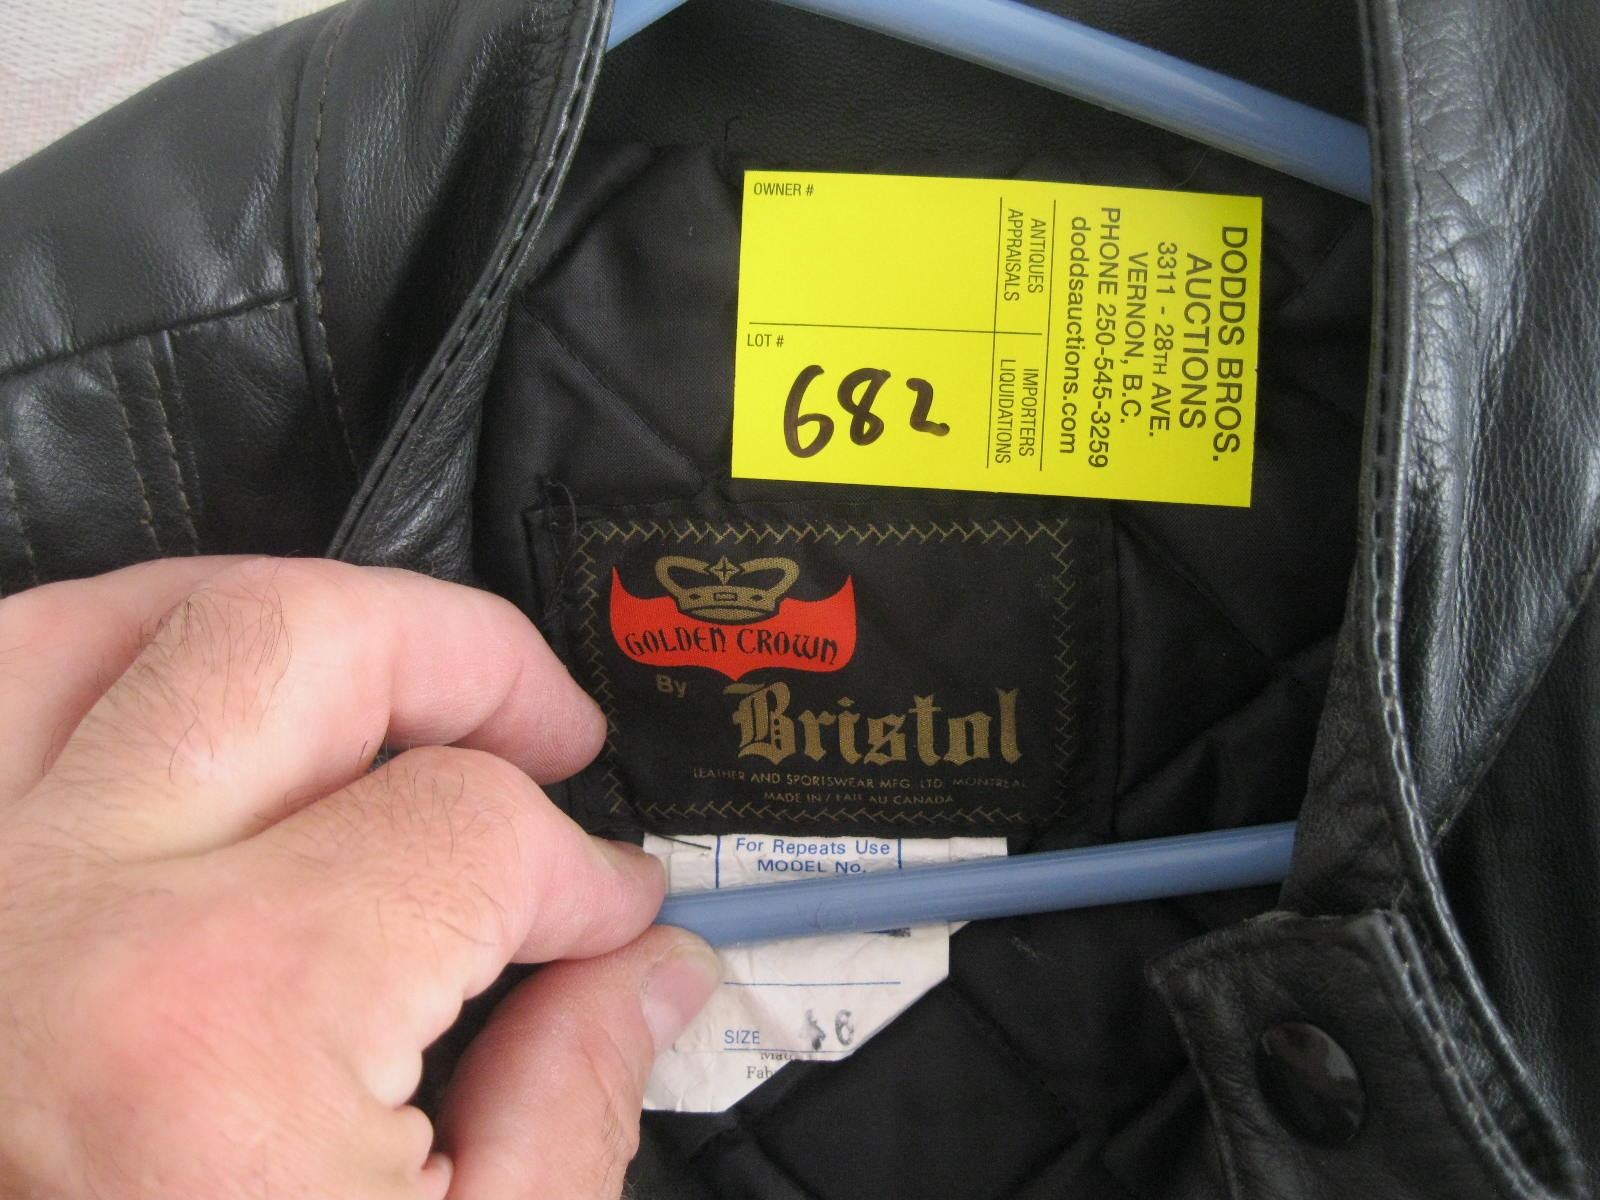 OWNER #
LOT #
682
ANTIQUES
APPRAISALS
IMPORTERS
LIQUIDATIONS
DODDS BROS.
AUCTIONS
3311 - 28TH AVE.
VERNON, B.C.
PHONE 250-545-3259
doddsauctions.com
GOLDEN CROWN
By
Bristol
LEATHER AND SPORTSWEAR MFG. LTD. MONTREAL
MADE IN / FAIT AU CANADA
For Repeats Use
MODEL No.
SIZE